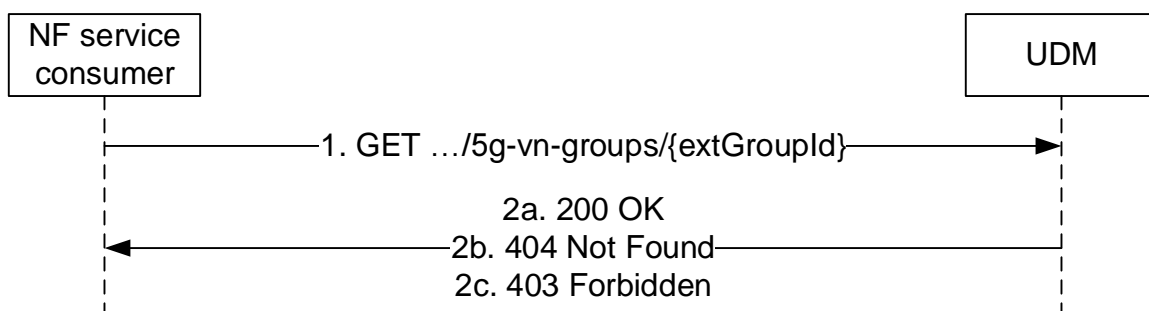 NF service
consumer
UDM
1. GET …/5g-vn-groups/{extGroupId}
2a. 200 OK
2b. 404 Not Found
2c. 403 Forbidden